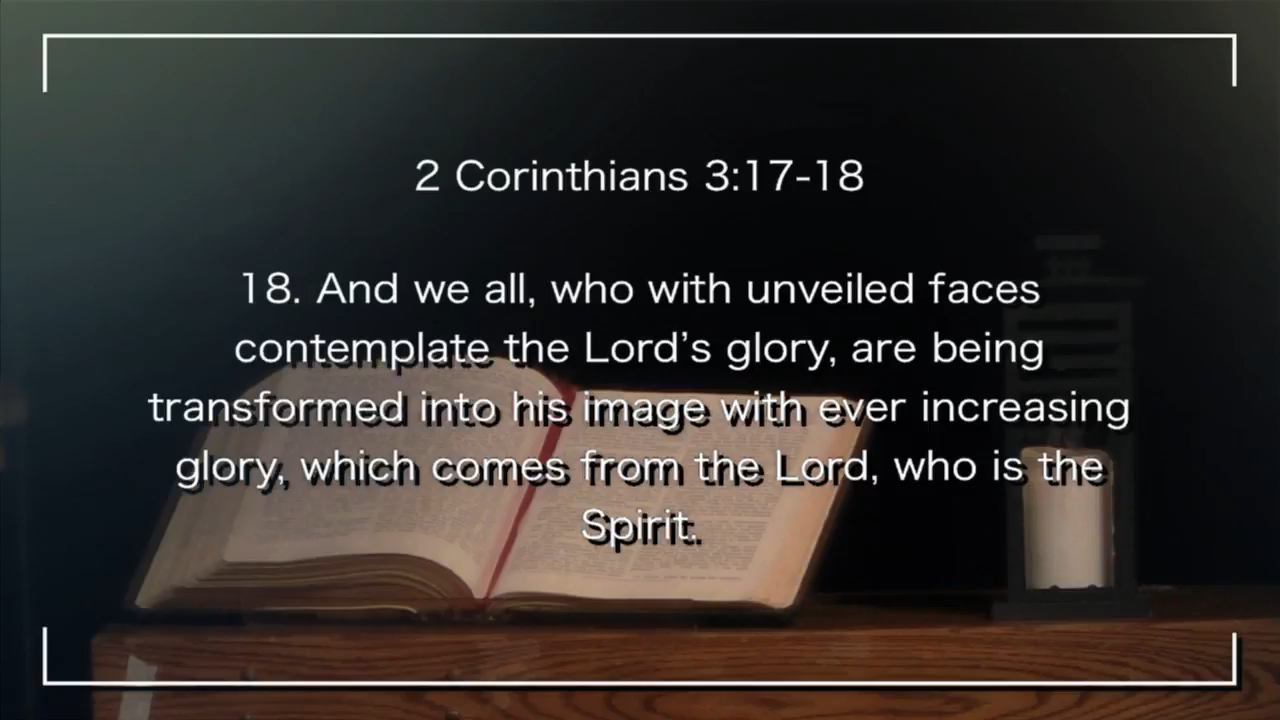 2 Corinthians 3:17-18
18. And we all, who with unveiled faces
contemplate the Lord’s glory, are being
transformed into his image with ever increasing
glory, which comes from the Lord, who is the
Spirit.